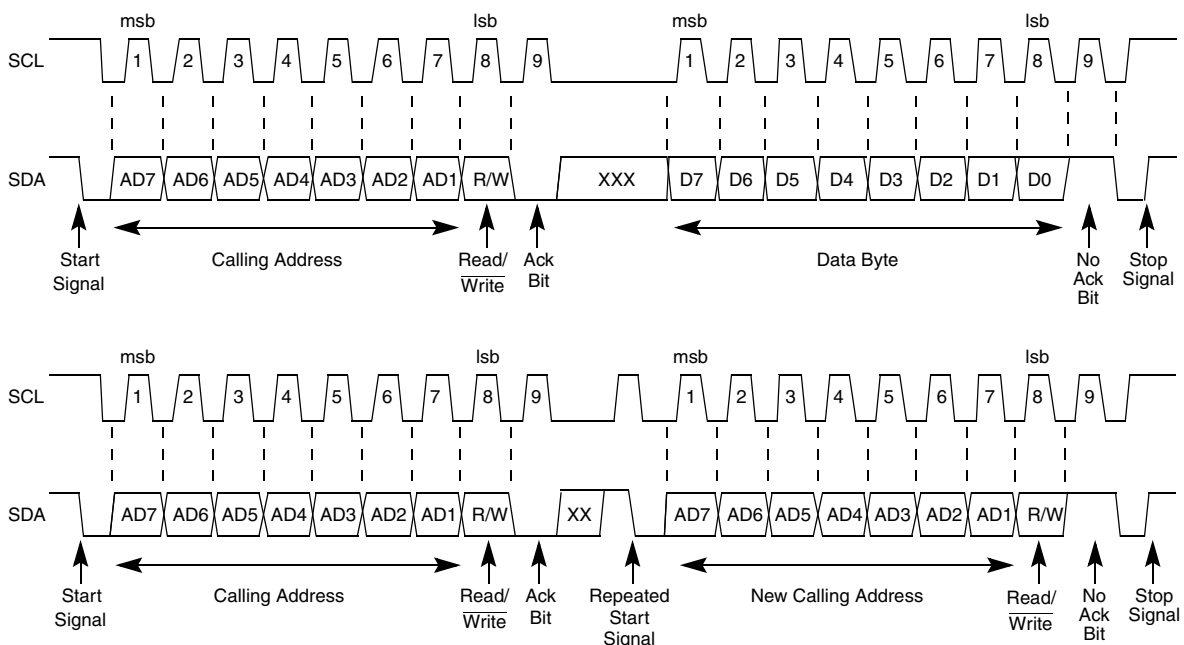 msb lsb msb lsb
SCL 1 2 3 4 5 6 7 8 9 1 2 3 4 5 6 7 8 9
SDA AD7 AD6 AD5 AD4 AD3 AD2 AD1 R/W XXX D7 D6 D5 D4 D3 D2 D1 D0
Start Signal
Calling Address
Read/ Write
Ack Bit
Data Byte
No Ack Bit
Stop Signal
msb lsb msb lsb
SCL 1 2 3 4 5 6 7 8 9 1 2 3 4 5 6 7 8 9
SDA AD7 AD6 AD5 AD4 AD3 AD2 AD1 R/W XX AD7 AD6 AD5 AD4 AD3 AD2 AD1 R/W
Start Signal
Calling Address
Read/ Write
Ack Bit
Repeated Start Signal
New Calling Address
Read/ Write
No Ack Bit
Stop Signal